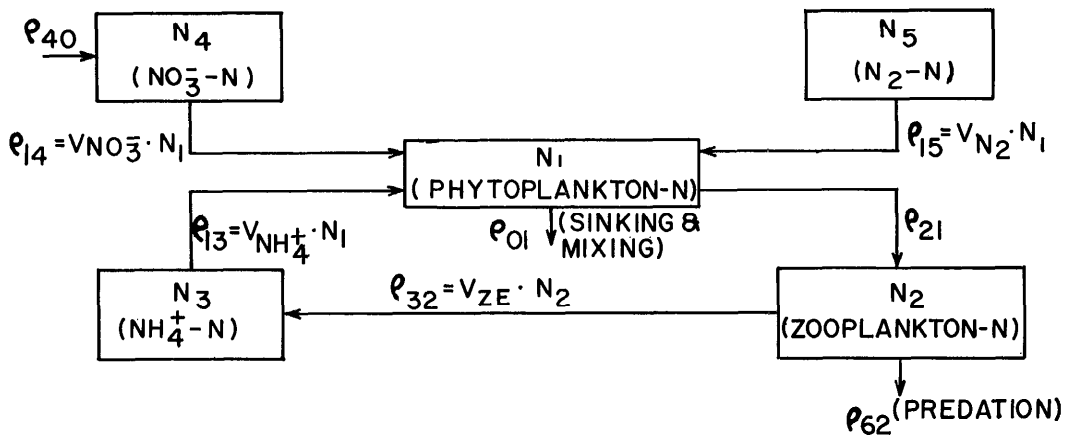 ρ40
N4
(NO3⁻-N)
N5
(N2-N)
ρ14=VNO3⁻·N1
ρ15=VN2·N1
N1
(PHYTOPLANKTON-N)
ρ13=VNH4⁺·N1
ρ01
(SINKING &
MIXING)
ρ21
N3
(NH4⁺-N)
ρ32=VZE·N2
N2
(ZOOPLANKTON-N)
ρ62(PREDATION)